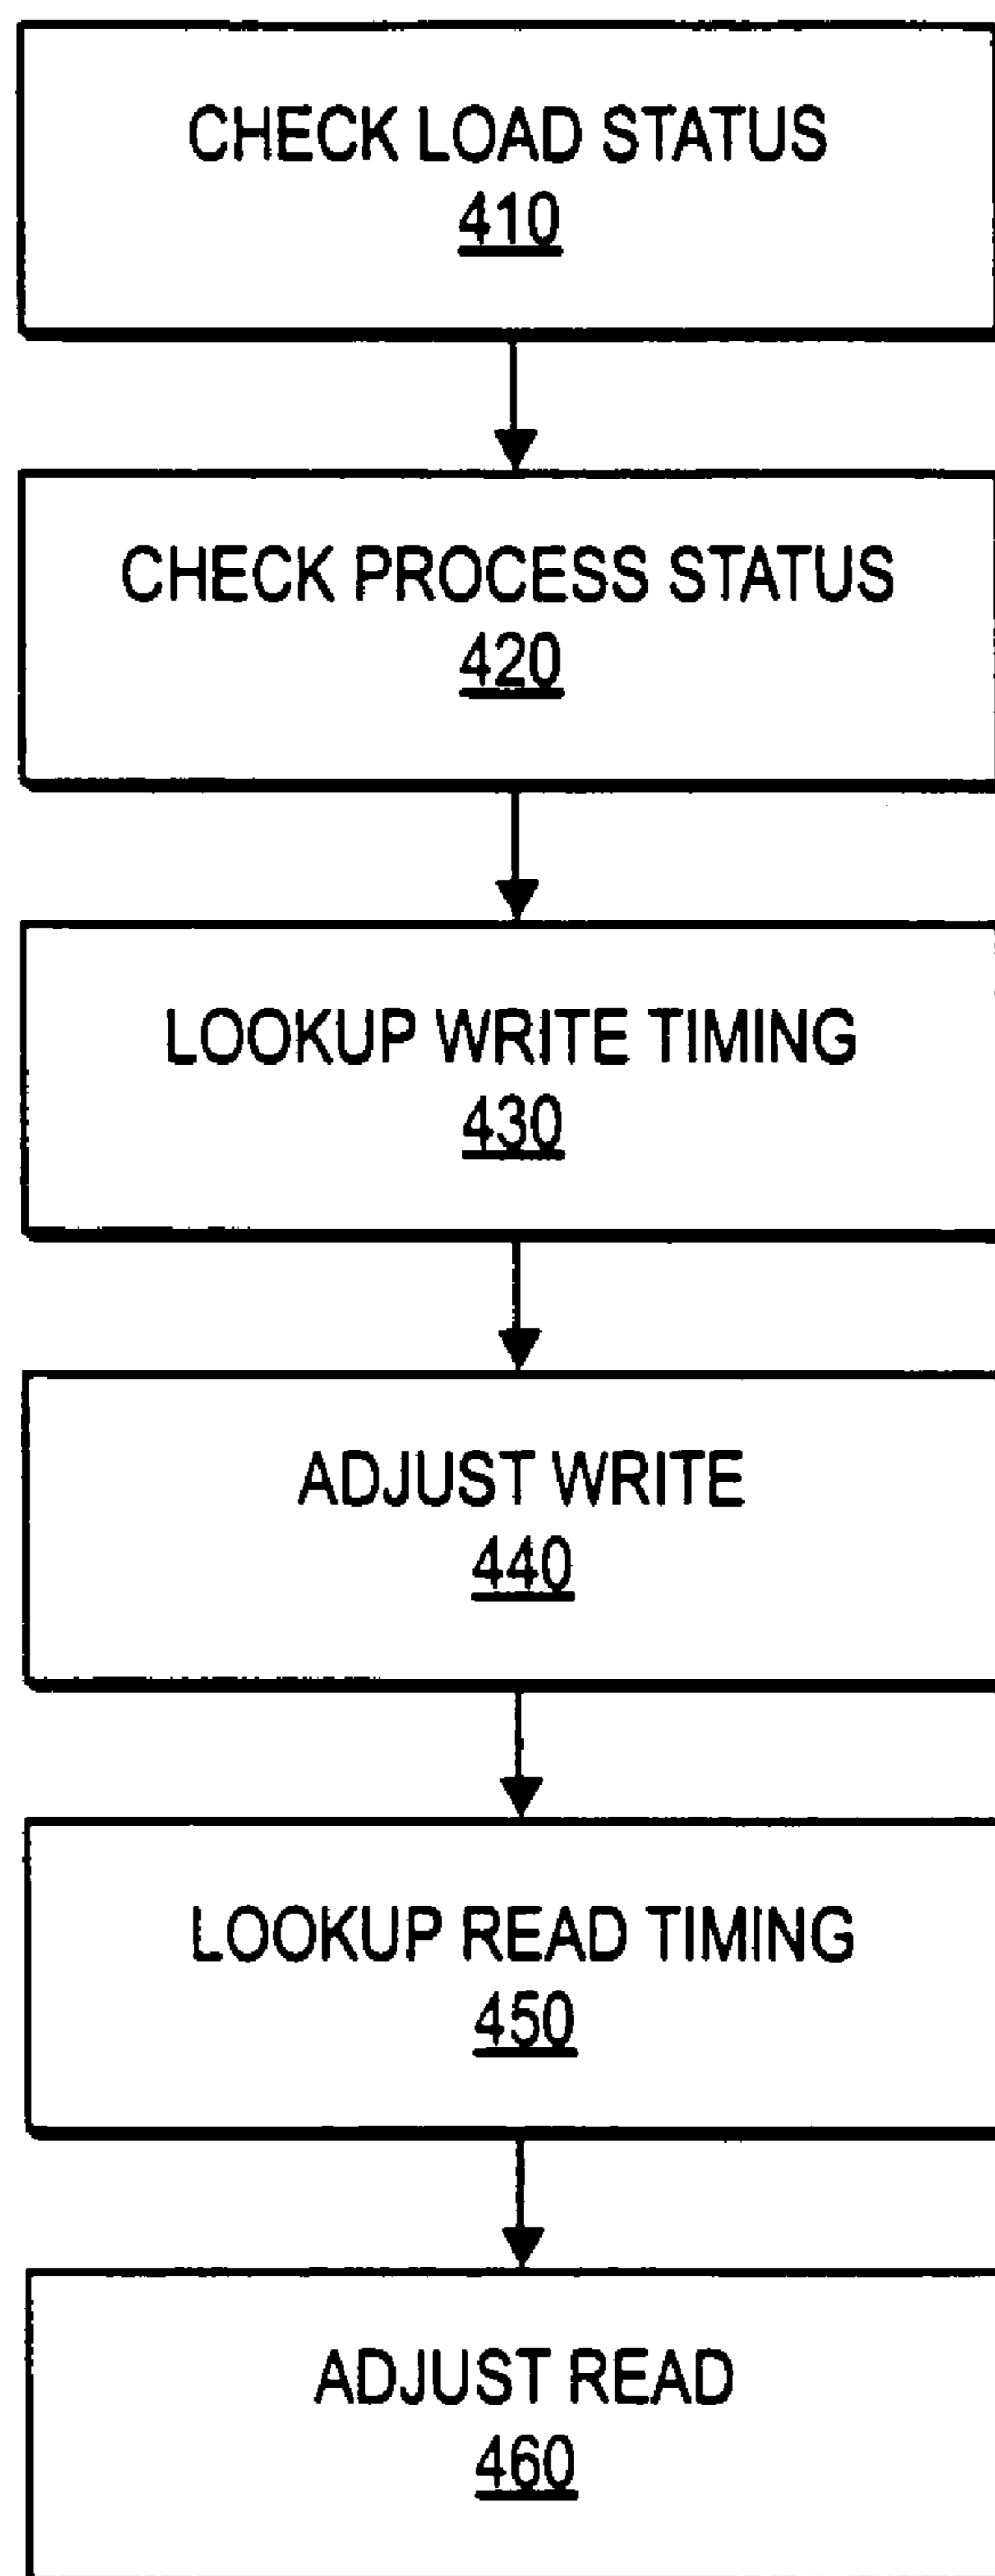 CHECK LOAD STATUS
410
CHECK PROCESS STATUS
420
LOOKUP WRITE TIMING
430
ADJUST WRITE
440
LOOKUP READ TIMING
450
ADJUST READ
460